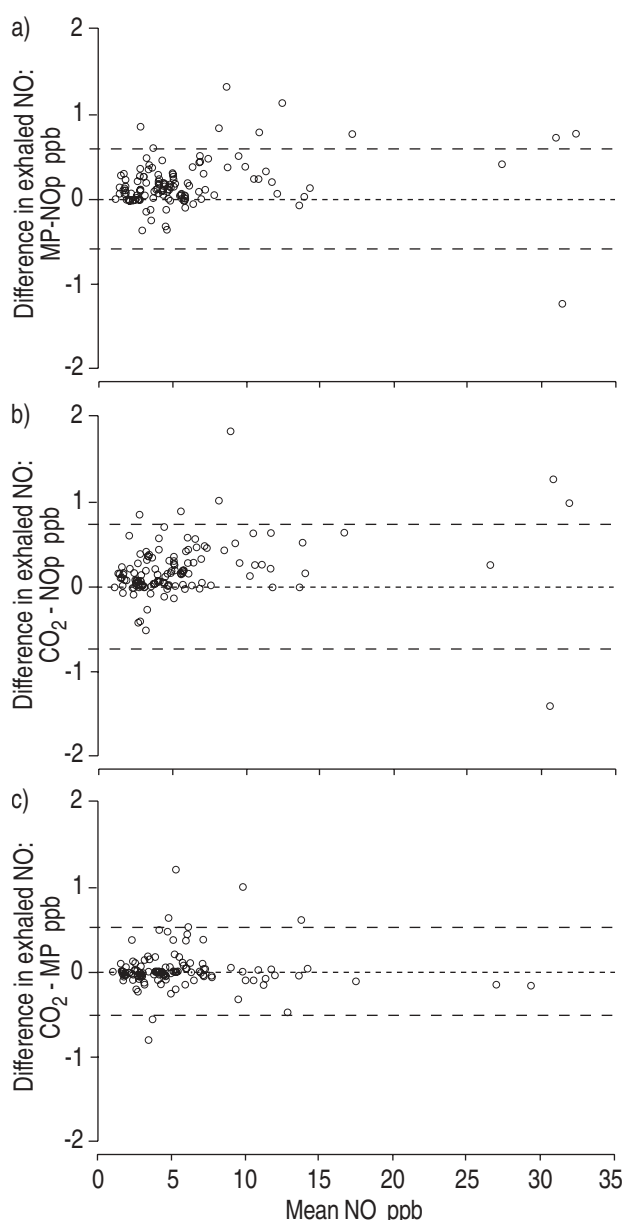 a)
Difference in exhaled NO:
MP-NOp ppb
2
1
0
-1
-2
b)
Difference in exhaled NO:
CO₂ - NOp ppb
2
1
0
-1
-2
c)
Difference in exhaled NO:
CO₂ - MP ppb
2
1
0
-1
-2
0 5 10 15 20 25 30 35
Mean NO ppb